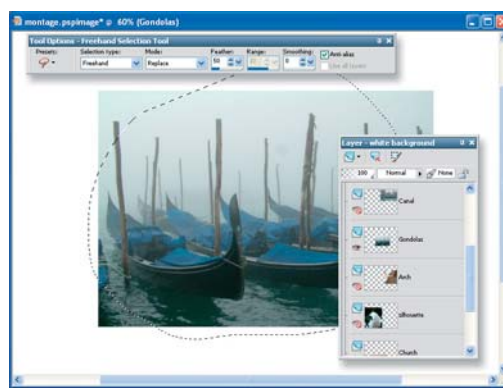 montage.pspimage* @ 60% (Gondolas)
Tool Options - Freehand Selection Tool
Presets: Selection type: Mode: Feather: Range: Smoothing: Anti alias
Freehand Replace 50 0 Use all layers
Layer - white background
100 Normal None
Canal
Gondolas
Arch
silhouette
Church